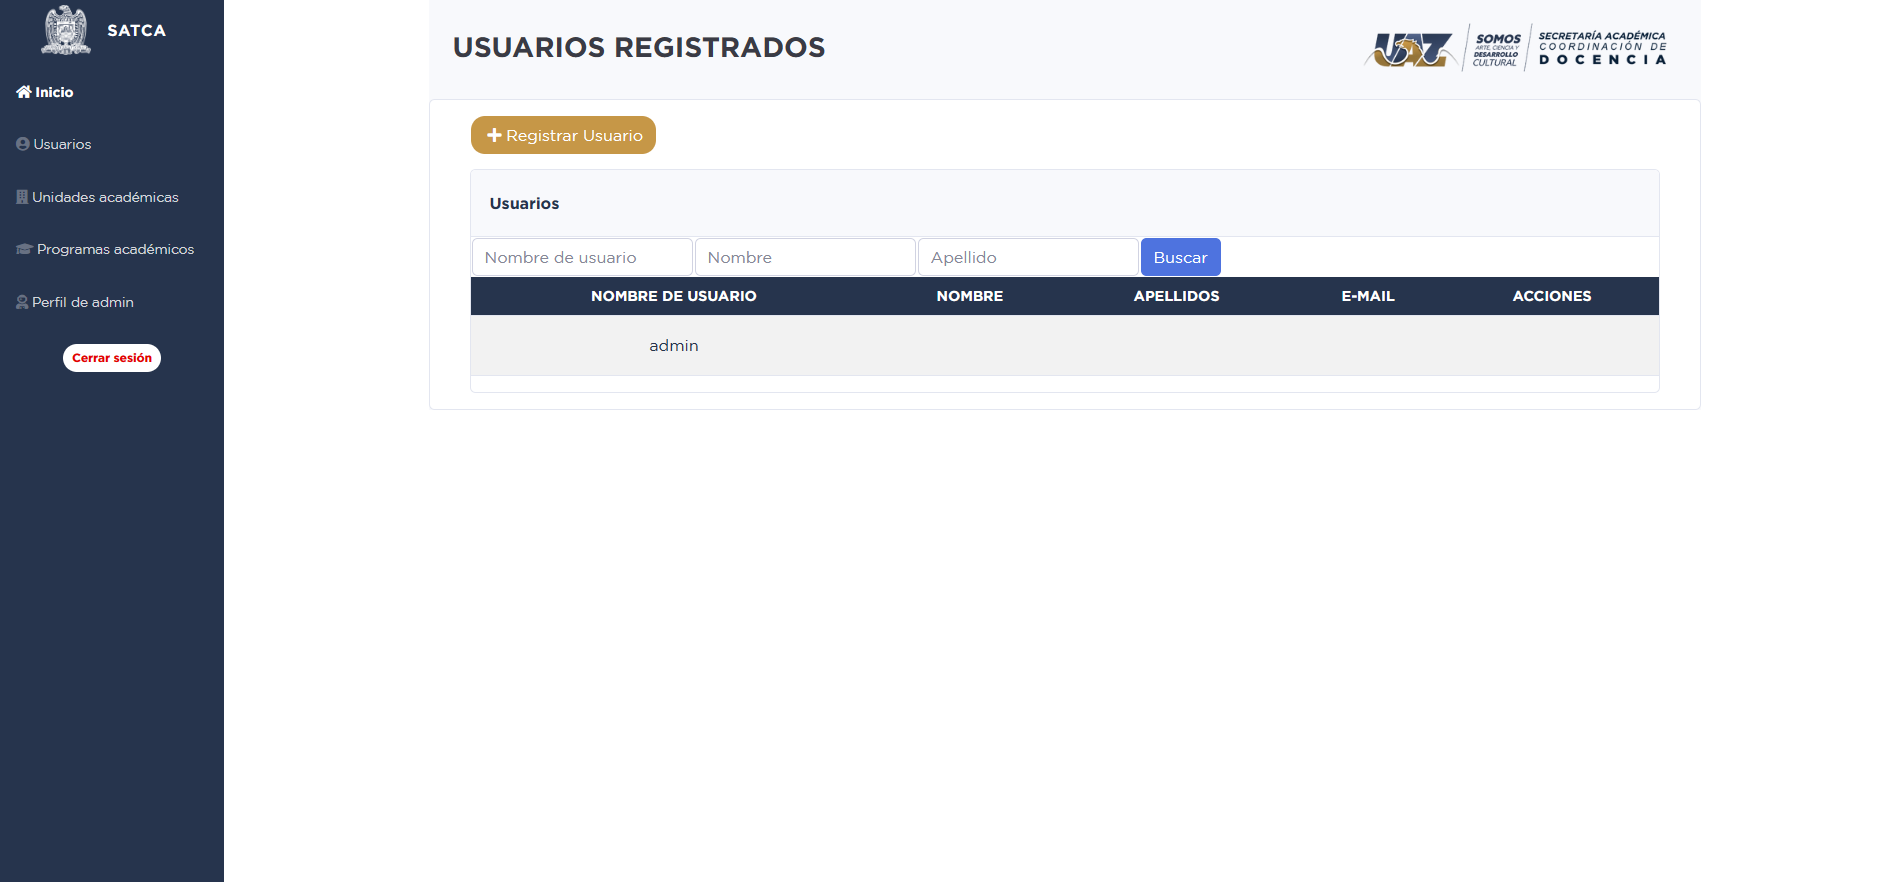 SATCA
Inicio
Usuarios
Unidades académicas
Programas académicos
Perfil de admin
Cerrar sesión
USUARIOS REGISTRADOS
UAZ
SOMOS
ARTE, CIENCIA Y
DESARROLLO
CULTURAL
SECRETARÍA ACADÉMICA
COORDINACIÓN DE
DOCENCIA
Registrar Usuario
Usuarios
Nombre de usuario Nombre Apellido Buscar
NOMBRE DE USUARIO NOMBRE APELLIDOS E-MAIL ACCIONES
admin